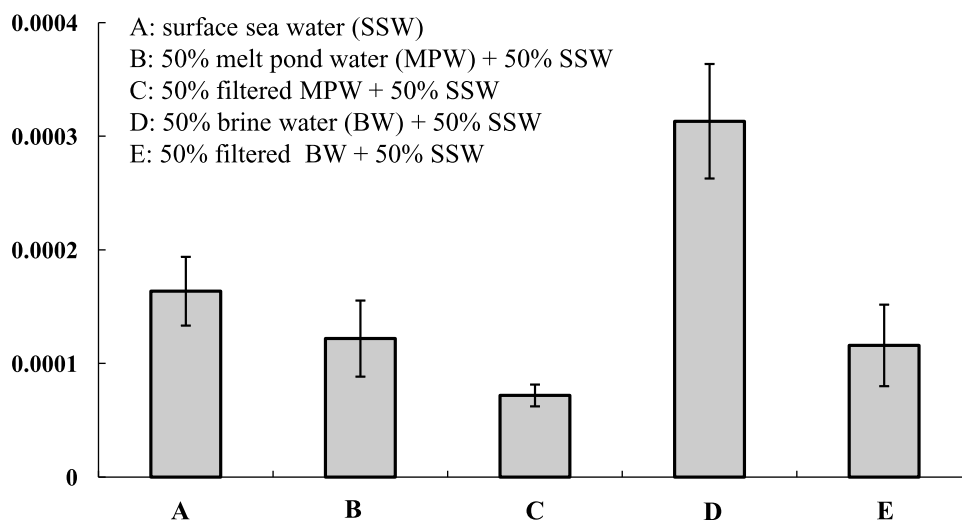 0.0004
A: surface sea water (SSW)
B: 50% melt pond water (MPW) + 50% SSW
C: 50% filtered MPW + 50% SSW
D: 50% brine water (BW) + 50% SSW
E: 50% filtered BW + 50% SSW
0.0003
0.0002
0.0001
0
A B C D E